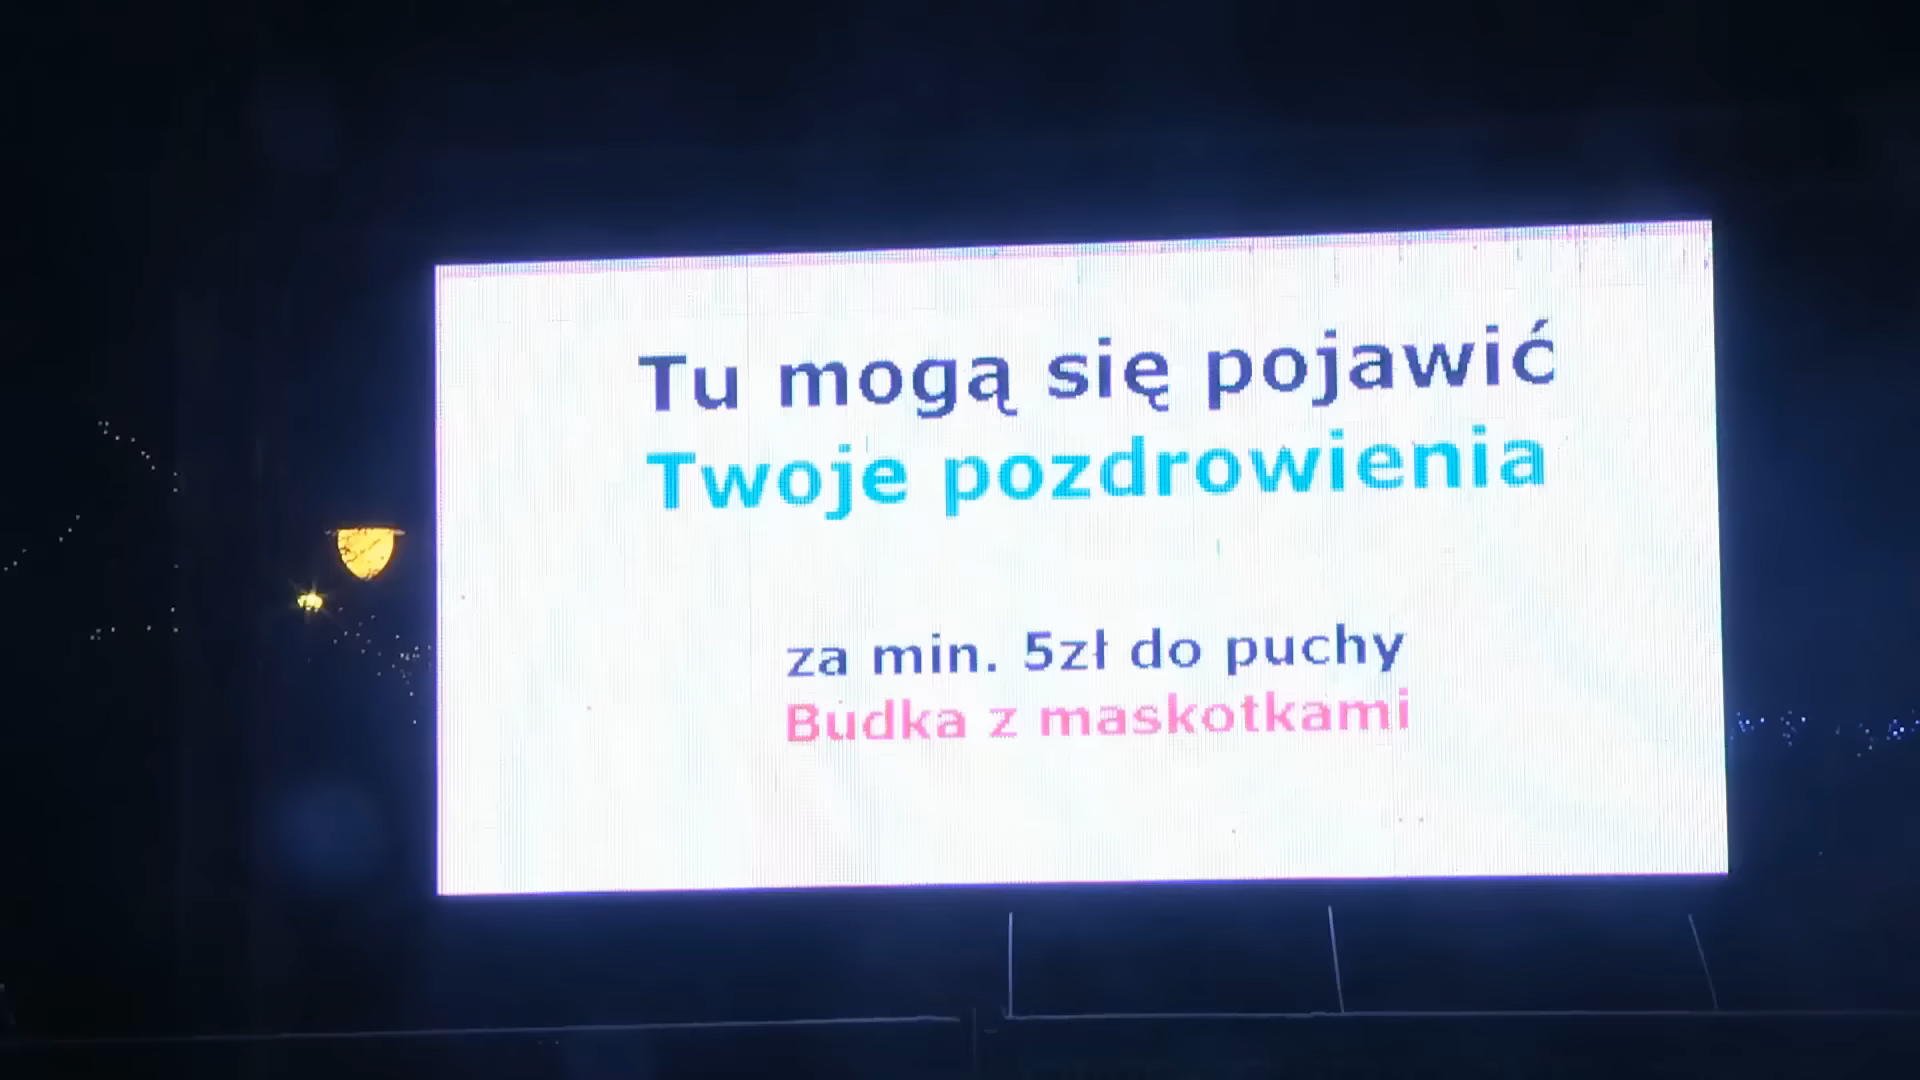 Tu mogą się pojawić
Twoje pozdrowienia
za min. 5zł do puchy
Budka z maskotkami